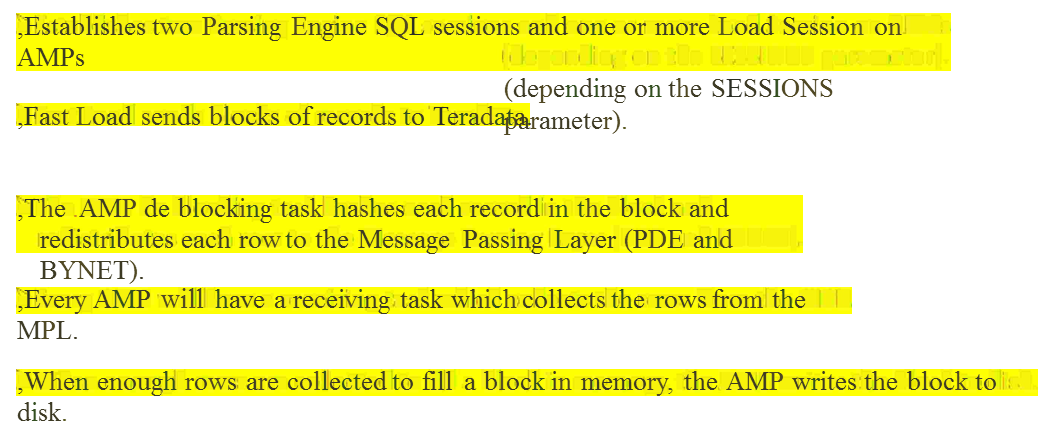 ,Establishes two Parsing Engine SQL sessions and one or more Load Session on
AMPs
(depending on the SESSIONS
parameter).
,Fast Load sends blocks of records to Teradata.
,The .AMP de blocking task hashes each record in the block and
redistributes each row to the Message Passing Layer (PDE and
BYNET).
,Every AMP will have a receiving task which collects the rows from the
MPL.
,When enough rows are collected to fill a block in memory, the AMP writes the block to
disk.